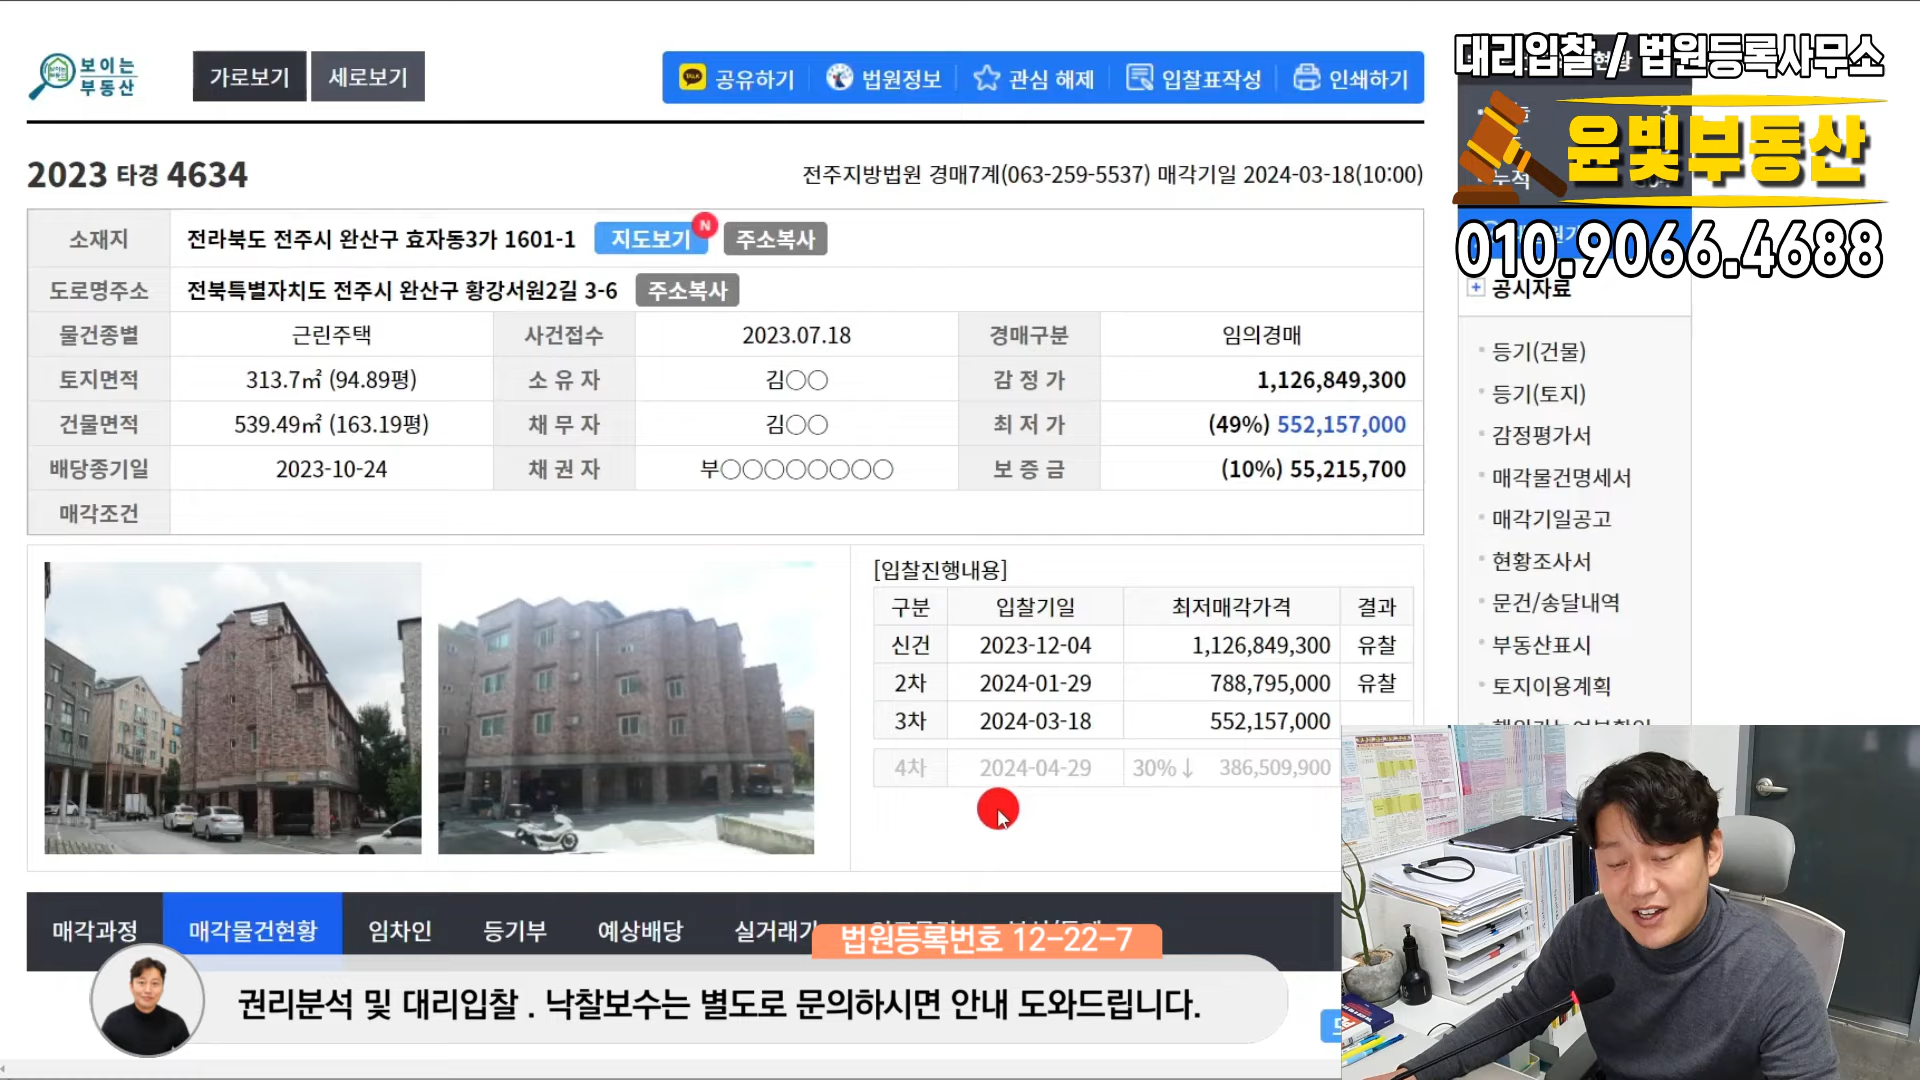 보이는
부동산
가로보기
세로보기
공유하기
법원정보
관심 해제
입찰표작성
인쇄하기
대리입찰 / 법원등록사무소
윤빛부동산
010.9066.4688
2023 타경 4634
전주지방법원 경매7계(063-259-5537) 매각기일 2024-03-18(10:00)
소재지 전라북도 전주시 완산구 효자동3가 1601-1 지도보기 N 주소복사
도로명주소 전북특별자치도 전주시 완산구 황강서원2길 3-6 주소복사
물건종별 근린주택 사건접수 2023.07.18 경매구분 임의경매
토지면적 313.7㎡ (94.89평) 소 유 자 김○○ 감 정 가 1,126,849,300
건물면적 539.49㎡ (163.19평) 채 무 자 김○○ 최 저 가 (49%) 552,157,000
배당종기일 2023-10-24 채 권 자 부○○○○○○○○ 보 증 금 (10%) 55,215,700
매각조건
[입찰진행내용]
구분 입찰기일 최저매각가격 결과
신건 2023-12-04 1,126,849,300 유찰
2차 2024-01-29 788,795,000 유찰
3차 2024-03-18 552,157,000
4차 2024-04-29 30%↓ 386,509,900
공시자료
등기(건물)
등기(토지)
감정평가서
매각물건명세서
매각기일공고
현황조사서
문건/송달내역
부동산표시
토지이용계획
매각과정
매각물건현황
임차인
등기부
예상배당
실거래가
법원등록번호 12-22-7
권리분석 및 대리입찰 . 낙찰보수는 별도로 문의하시면 안내 도와드립니다.